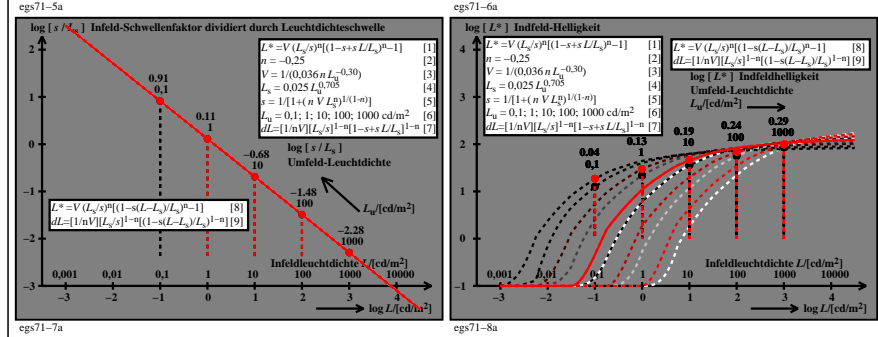 egs71–5a
log [ s / Ls ] Infeld-Schwellenfaktor dividiert durch Leuchtdichteschwelle
L* =V (Ls/s)n[(1–s+s L/Ls)n–1] [1]
n = –0,25 [2]
V = 1/(0,036 n Lu–0,30) [3]
Ls = 0,025 Lu0,705 [4]
s = 1/[1+( n V Lsn)1/(1-n)] [5]
Lu = 0,1; 1; 10; 100; 1000 cd/m2 [6]
dL=[1/nV][Ls/s]1–n[1–s+s L/Ls]1–n [7]
log [ s / Ls ]
Umfeld-Leuchtdichte
Lu/[cd/m2]
0.91
0,1
0.11
1
–0.68
10
–1.48
100
–2.28
1000
L* =V (Ls/s)n[(1–s(L–Ls)/Ls)n–1] [8]
dL=[1/nV][Ls/s]1–n[(1–s(L–Ls)/Ls)1–n] [9]
2
1
0
–1
–2
–3
Infeldleuchtdichte L/[cd/m2]
0,001 0,1 1 10 100 1000 10000
–3 –2 –1 0 1 2 3 4
log L/[cd/m2]
egs71–7a
egs71–6a
log [ L* ] Indfeld-Helligkeit
L* =V (Ls/s)n[(1–s+s L/Ls)n–1] [1]
n = –0,25 [2]
V = 1/(0,036 n Lu–0,30) [3]
Ls = 0,025 Lu0,705 [4]
s = 1/[1+( n V Lsn)1/(1-n)] [5]
Lu = 0,1; 1; 10; 100; 1000 cd/m2 [6]
dL=[1/nV][Ls/s]1–n[1–s+s L/Ls]1–n [7]
L* =V (Ls/s)n[(1–s(L–Ls)/Ls)n–1] [8]
dL=[1/nV][Ls/s]1–n[(1–s(L–Ls)/Ls)1–n] [9]
log [ L* ] Indfeldhelligkeit
Umfeld-Leuchtdichte
Lu/[cd/m2]
0.04
0,1
0.13
1
0.19
10
0.24
100
0.29
1000
4
3
2
1
0
–1
Infeldleuchtdichte L/[cd/m2]
0,001 0,1 1 10 100 1000 10000
–3 –2 –1 0 1 2 3 4
log L/[cd/m2]
egs71–8a